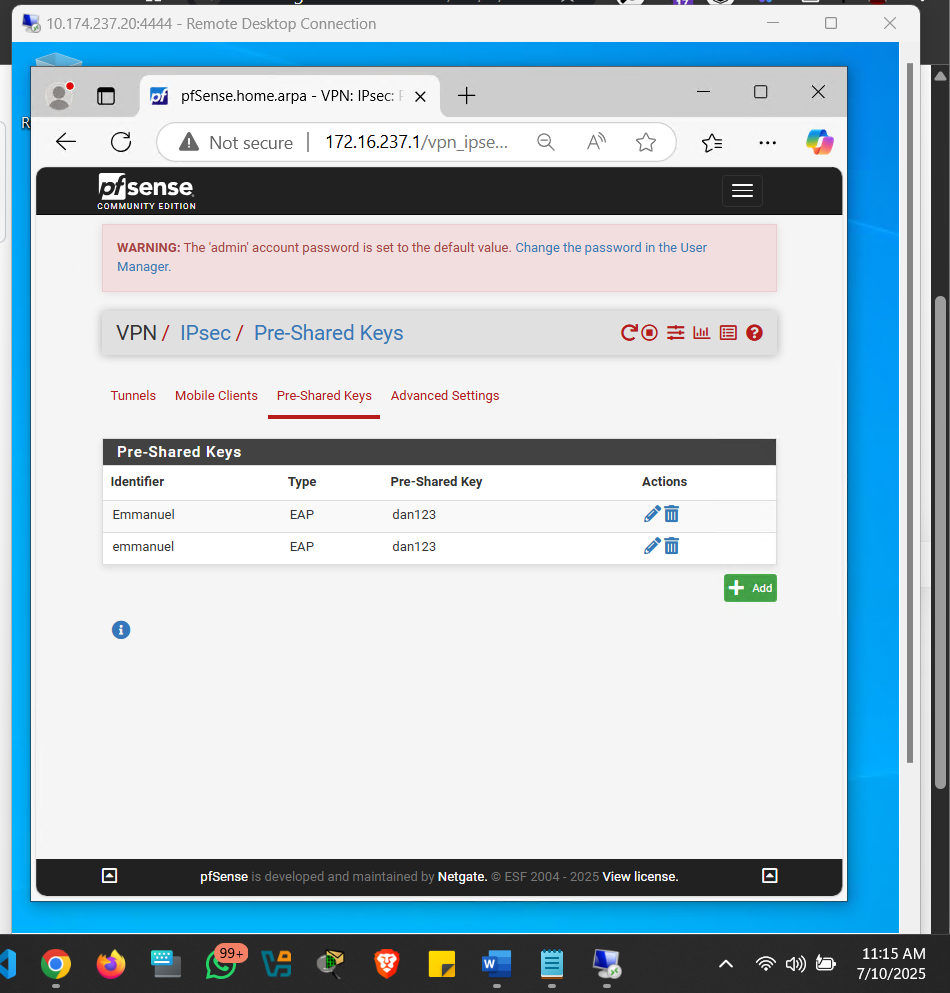 10.174.237.20:4444 - Remote Desktop Connection
pfSense.home.arpa - VPN: IPsec:
Not secure
172.16.237.1/vpn_ipse...
pfsense
COMMUNITY EDITION
WARNING: The 'admin' account password is set to the default value. Change the password in the User
Manager.
VPN / IPsec / Pre-Shared Keys
Tunnels Mobile Clients Pre-Shared Keys Advanced Settings
Pre-Shared Keys
Identifier Type Pre-Shared Key Actions
Emmanuel EAP dan123
emmanuel EAP dan123
Add
pfSense is developed and maintained by Netgate. © ESF 2004 - 2025 View license.
99+
11:15 AM
7/10/2025